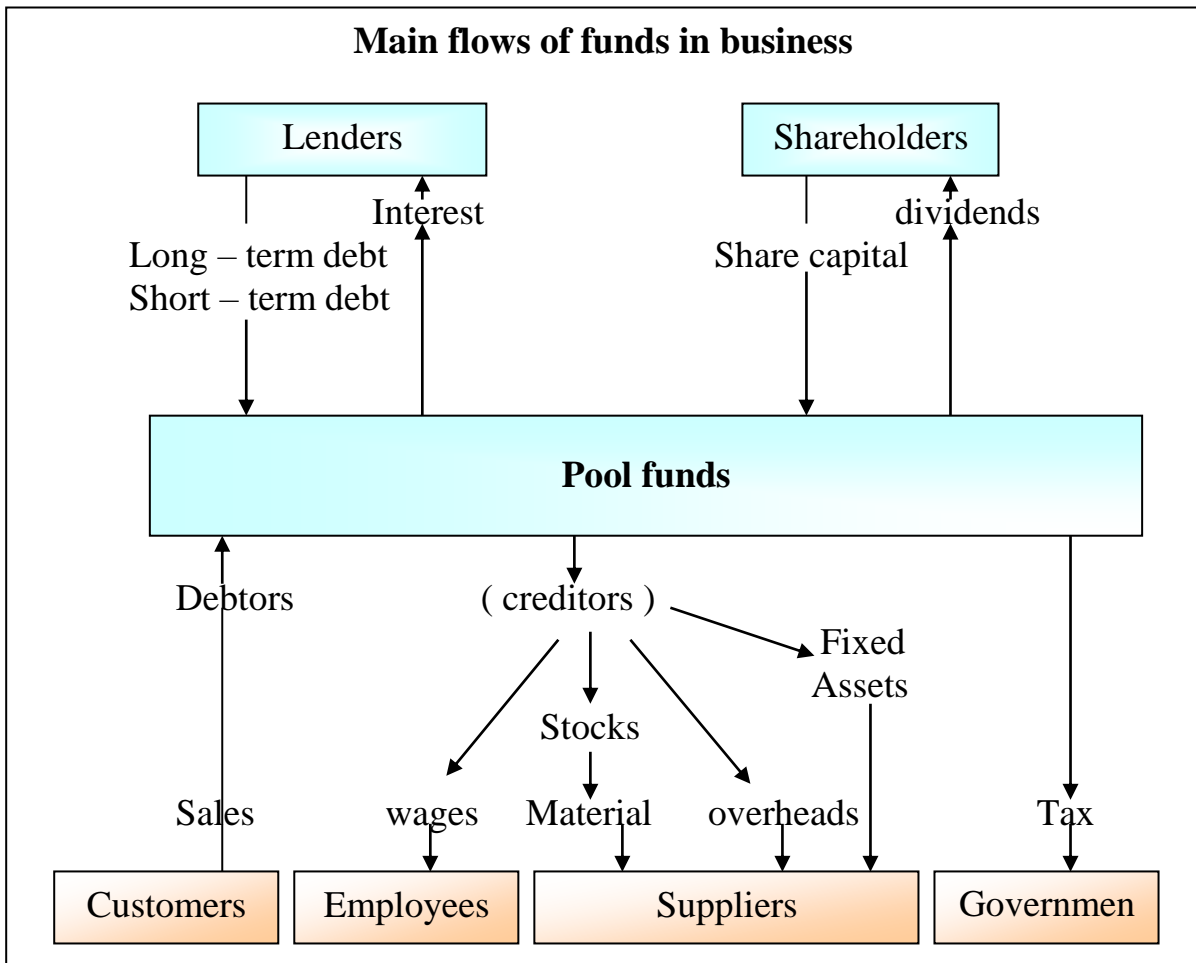 Main flows of funds in business
Lenders
Shareholders
Interest
dividends
Long – term debt
Short – term debt
Share capital
Pool funds
Debtors
( creditors )
Fixed
Assets
Stocks
Sales
wages
Material
overheads
Tax
Customers
Employees
Suppliers
Governmen